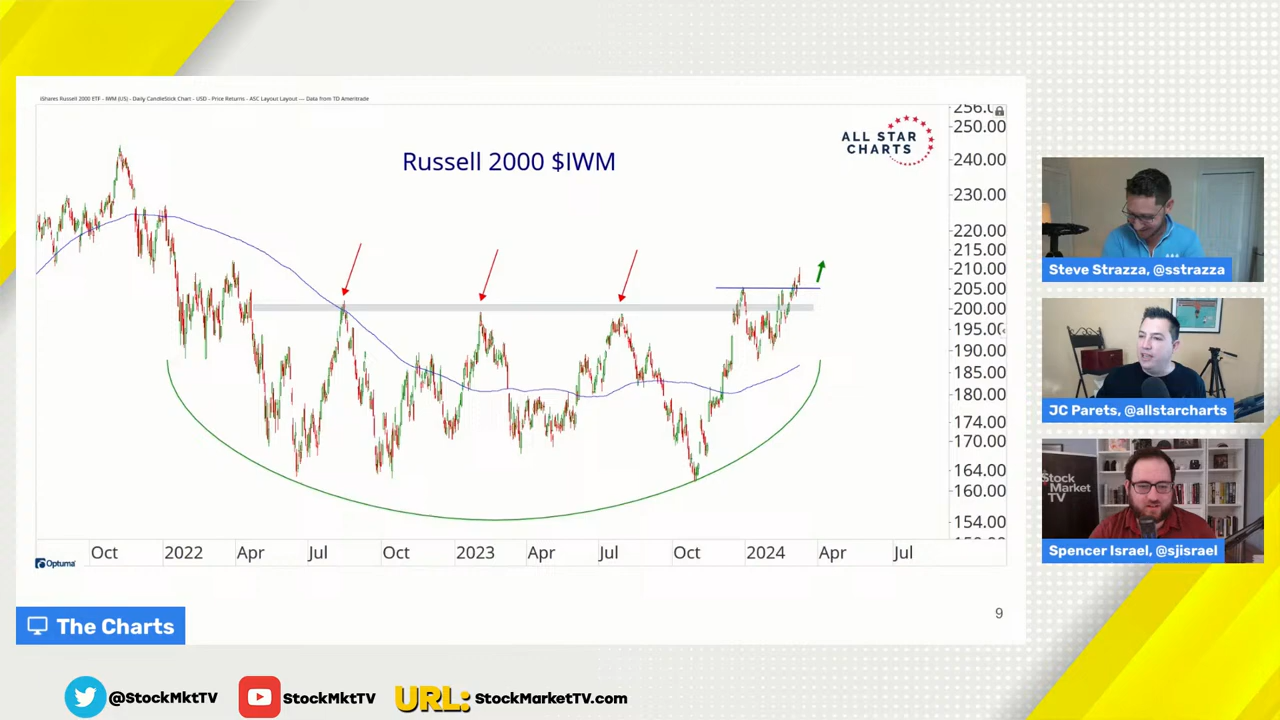 iShares Russell 2000 ETF - IWM (US) - Daily CandleStick Chart - USD - Price Returns - ASC Layout Layout — Data from TD Ameritrade
Russell 2000 $IWM
ALL STAR
CHARTS
256.0
250.00
240.00
230.00
220.00
215.00
210.00
205.00
200.00
195.00
190.00
185.00
180.00
174.00
170.00
164.00
160.00
154.00
Oct 2022 Apr Jul Oct 2023 Apr Jul Oct 2024 Apr Jul
Optuma
9
The Charts
Steve Strazza, @sstrazza
JC Parets, @allstarcharts
Stock
Market
TV
Spencer Israel, @sjisrael
@StockMktTV StockMktTV URL: StockMarketTV.com